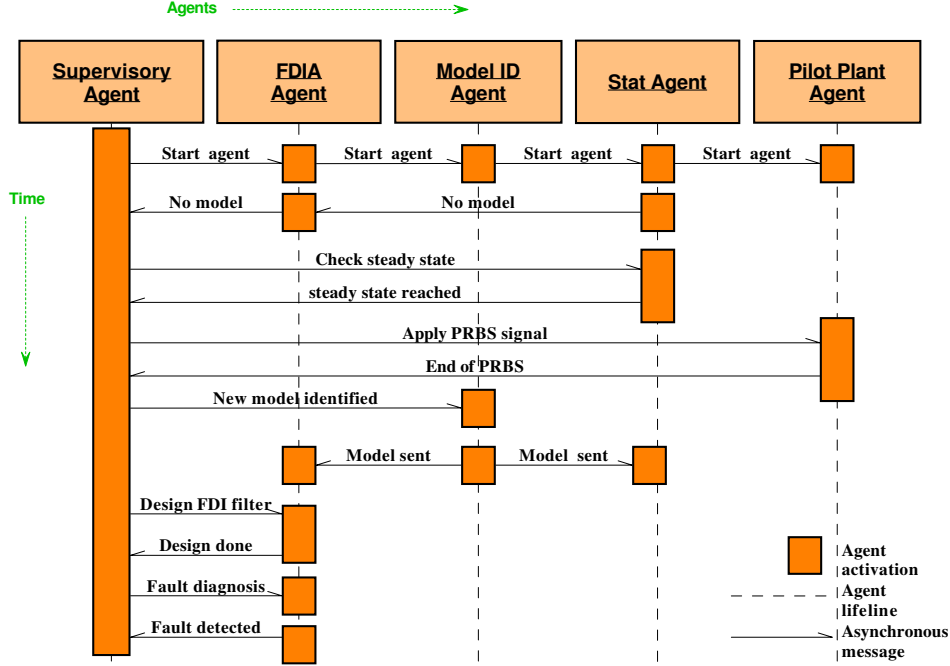 Agents
Supervisory
Agent
FDIA
Agent
Model ID
Agent
Stat Agent
Pilot Plant
Agent
Start agent
Start agent
Start agent
Start agent
Time
No model
No model
Check steady state
steady state reached
Apply PRBS signal
End of PRBS
New model identified
Model sent
Model sent
Design FDI filter
Design done
Fault diagnosis
Fault detected
Agent
activation
Agent
lifeline
Asynchronous
message